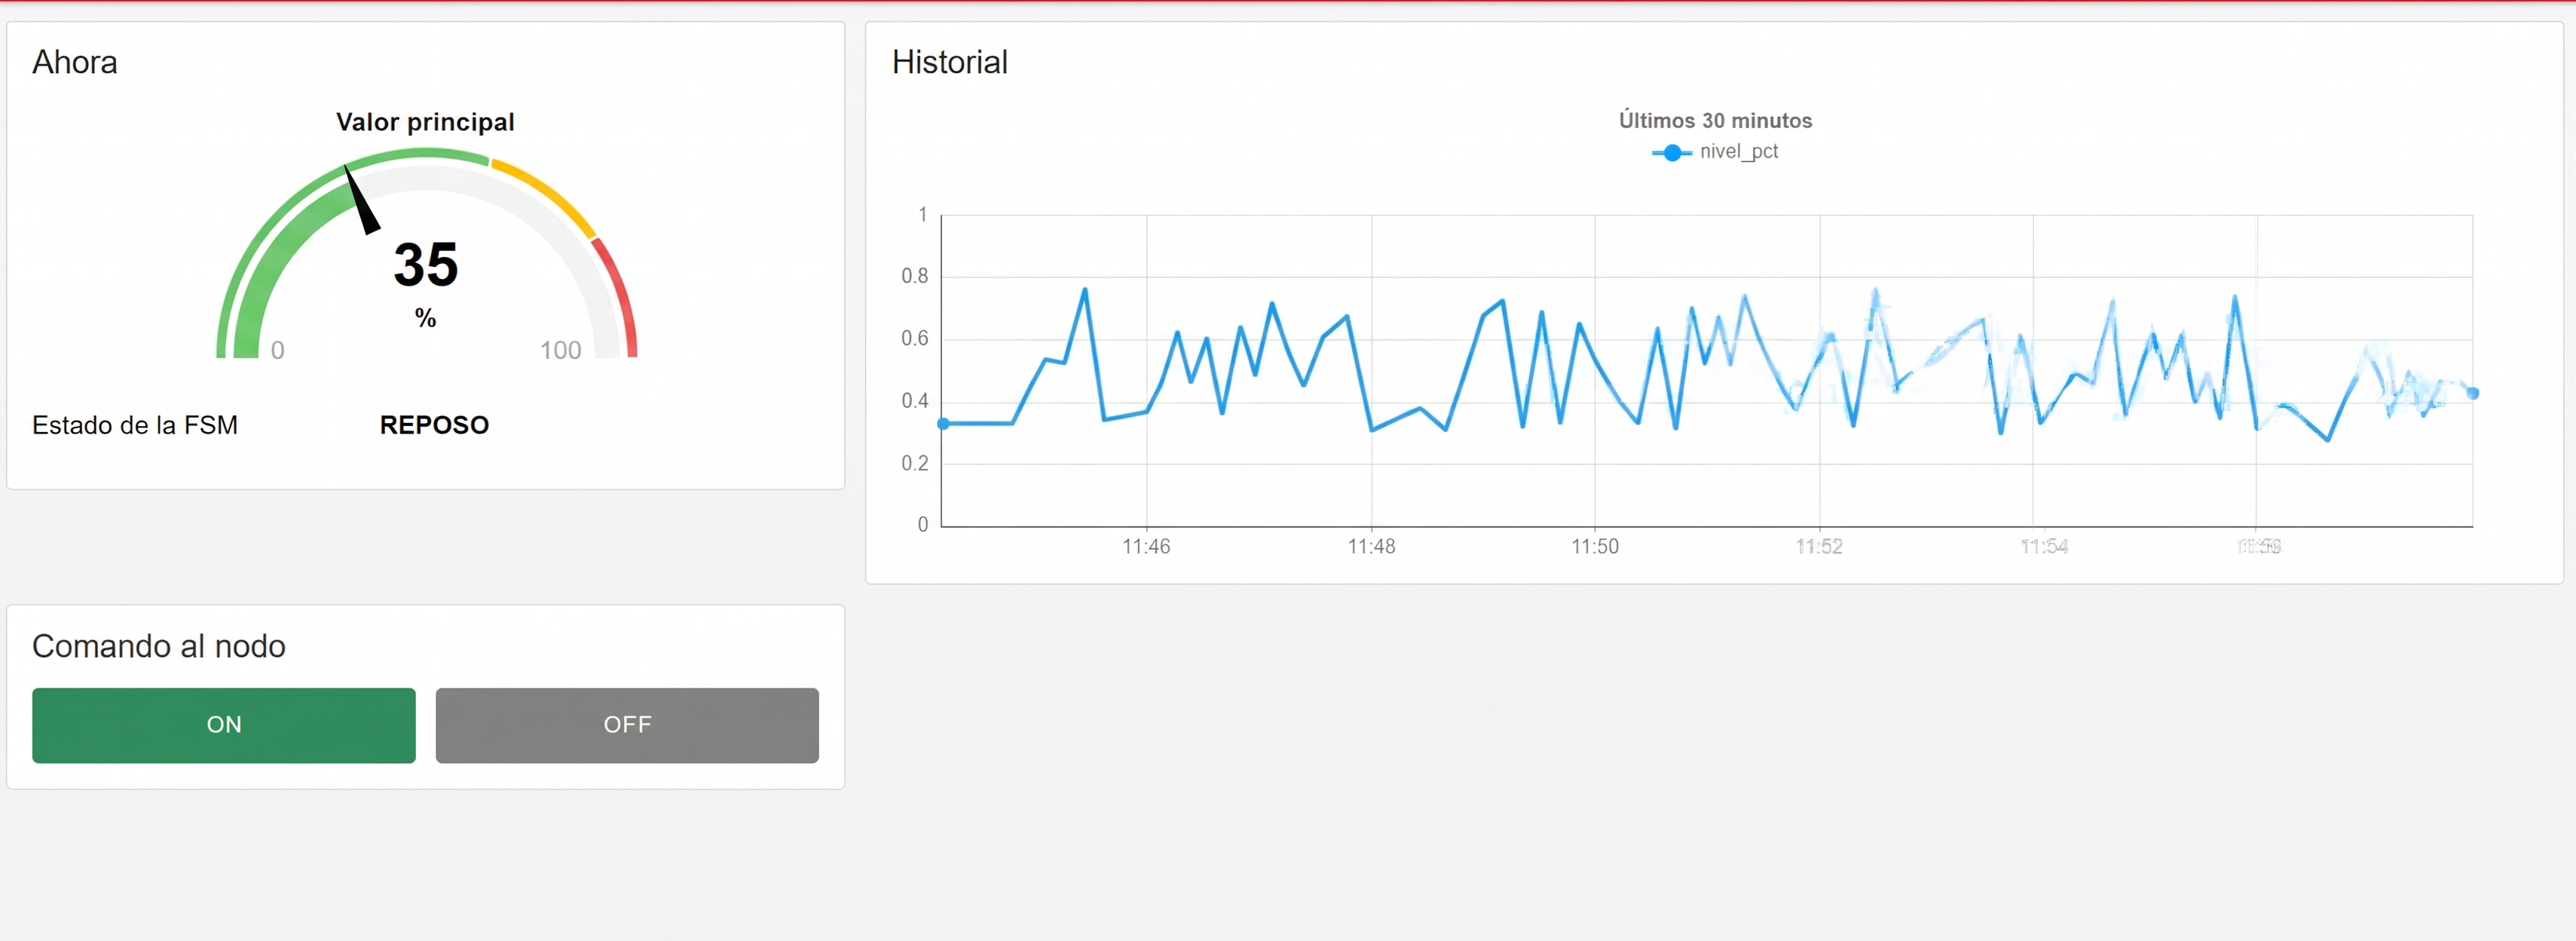 Ahora
Valor principal
35
%
0
100
Estado de la FSM REPOSO
Comando al nodo
ON
OFF
Historial
Últimos 30 minutos
nivel_pct
1
0.8
0.6
0.4
0.2
0
11:46 11:48 11:50 11:52 11:54